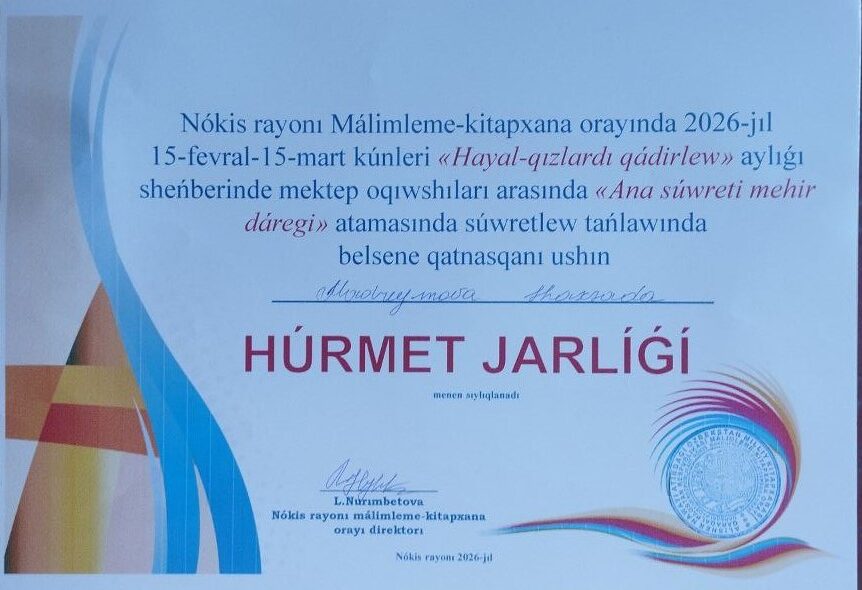 Nókis rayonı Málimleme-kitapxana orayında 2026-jıl
15-fevral-15-mart kúnleri «Hayal-qızlardı qádirlew» aylıǵı
sheńberinde mektep oqıwshıları arasında «Ana súwreti mehir
dáregi» atamasında súwretlew tańlawında
belsene qatnasqanı ushın
HÚRMET JARLÍǴÍ
menen sıylıqlanadı
L.Nurımbetova
Nókis rayonı málimleme-kitapxana
orayı direktorı
Nókis rayonı 2026-jıl